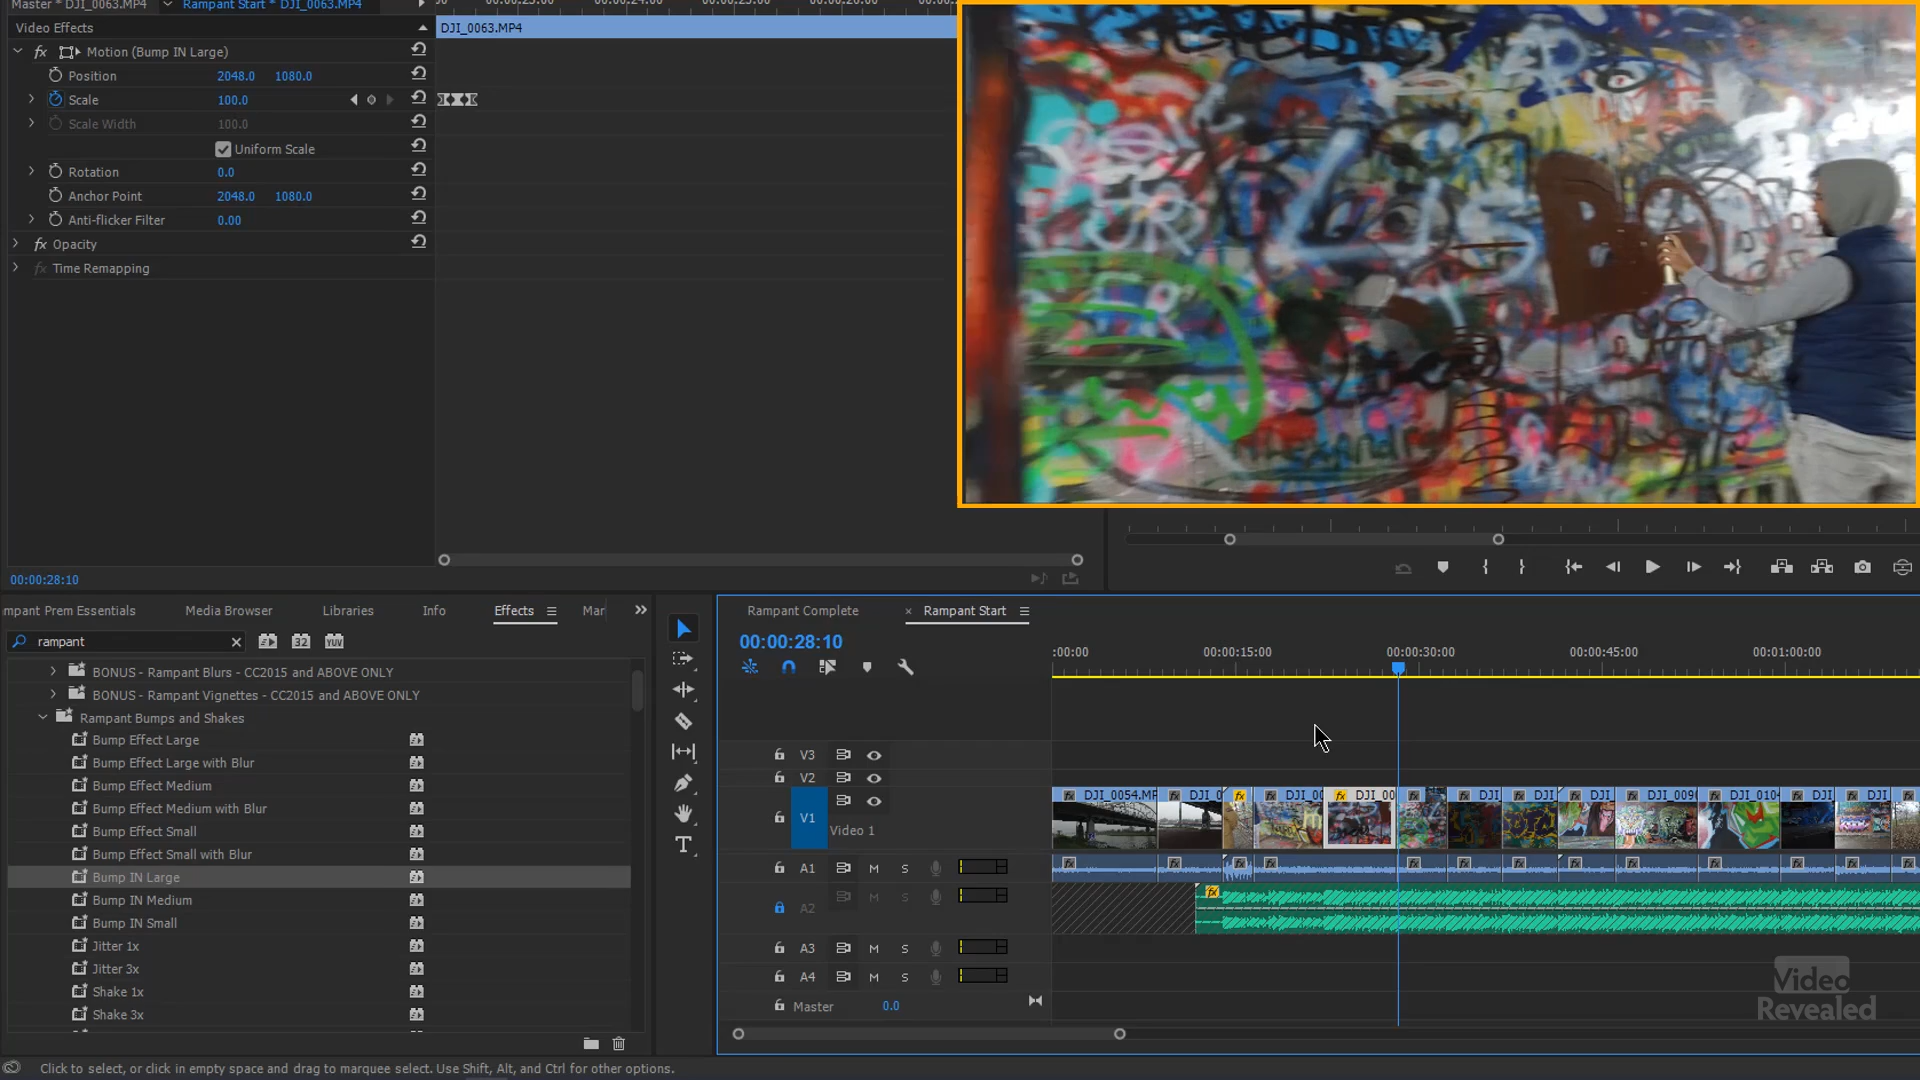 Master * DJI_0063.MP4
Rampant Start * DJI_0063.MP4
Video Effects
DJI_0063.MP4
fx Motion (Bump IN Large)
Position 2048.0 1080.0
Scale 100.0
Scale Width 100.0
Uniform Scale
Rotation 0.0
Anchor Point 2048.0 1080.0
Anti-flicker Filter 0.00
fx Opacity
fx Time Remapping
00:00:28:10
mpant Prem Essentials
Media Browser
Libraries
Info
Effects
Mar
rampant
32
YUV
BONUS - Rampant Blurs - CC2015 and ABOVE ONLY
BONUS - Rampant Vignettes - CC2015 and ABOVE ONLY
Rampant Bumps and Shakes
Bump Effect Large
Bump Effect Large with Blur
Bump Effect Medium
Bump Effect Medium with Blur
Bump Effect Small
Bump Effect Small with Blur
Bump IN Large
Bump IN Medium
Bump IN Small
Jitter 1x
Jitter 3x
Shake 1x
Shake 3x
Rampant Complete
Rampant Start
00:00:28:10
:00:00
00:00:15:00
00:00:30:00
00:00:45:00
00:01:00:00
V3
V2
V1
Video 1
DJI_0054.MP
DJI_0
DJI_00
DJI_00
DJI
DJI
DJI
DJI_009
DJI_0104
DJI
DJI
A1 M S
A2 M S
A3 M S
A4 M S
Master 0.0
Video
Revealed
Click to select, or click in empty space and drag to marquee select. Use Shift, Alt, and Ctrl for other options.